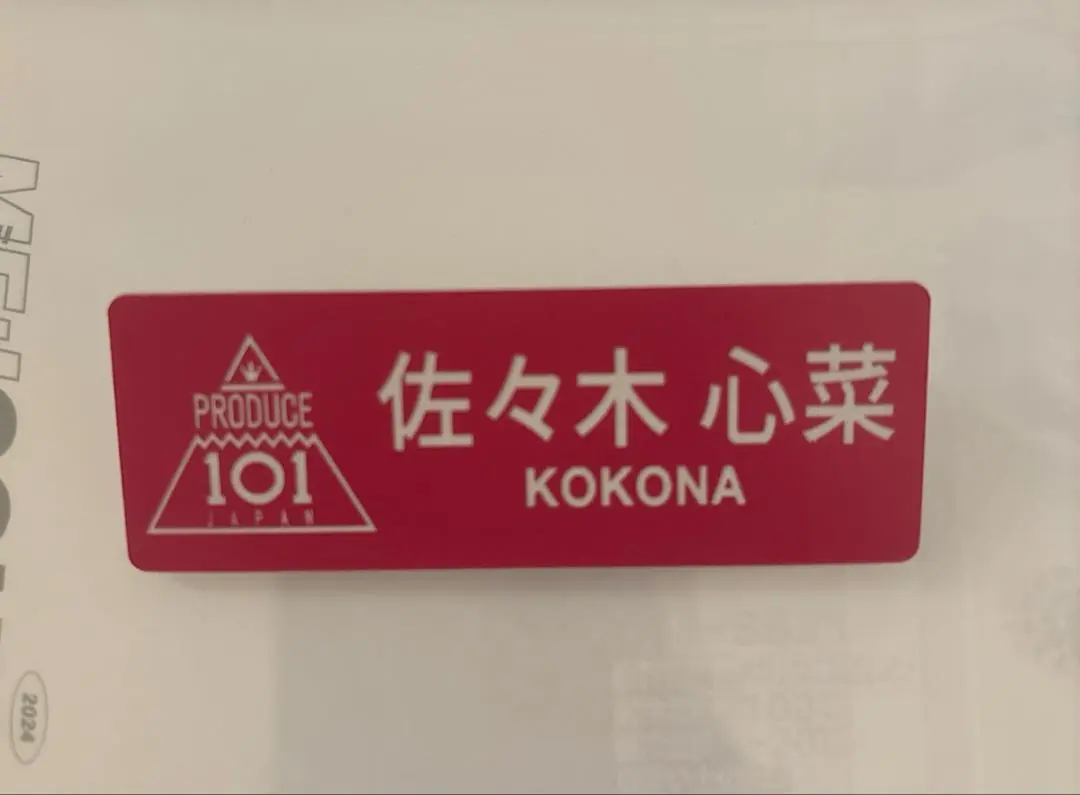 PRODUCE
101
JAPAN
佐々木 心菜
KOKONA
2024